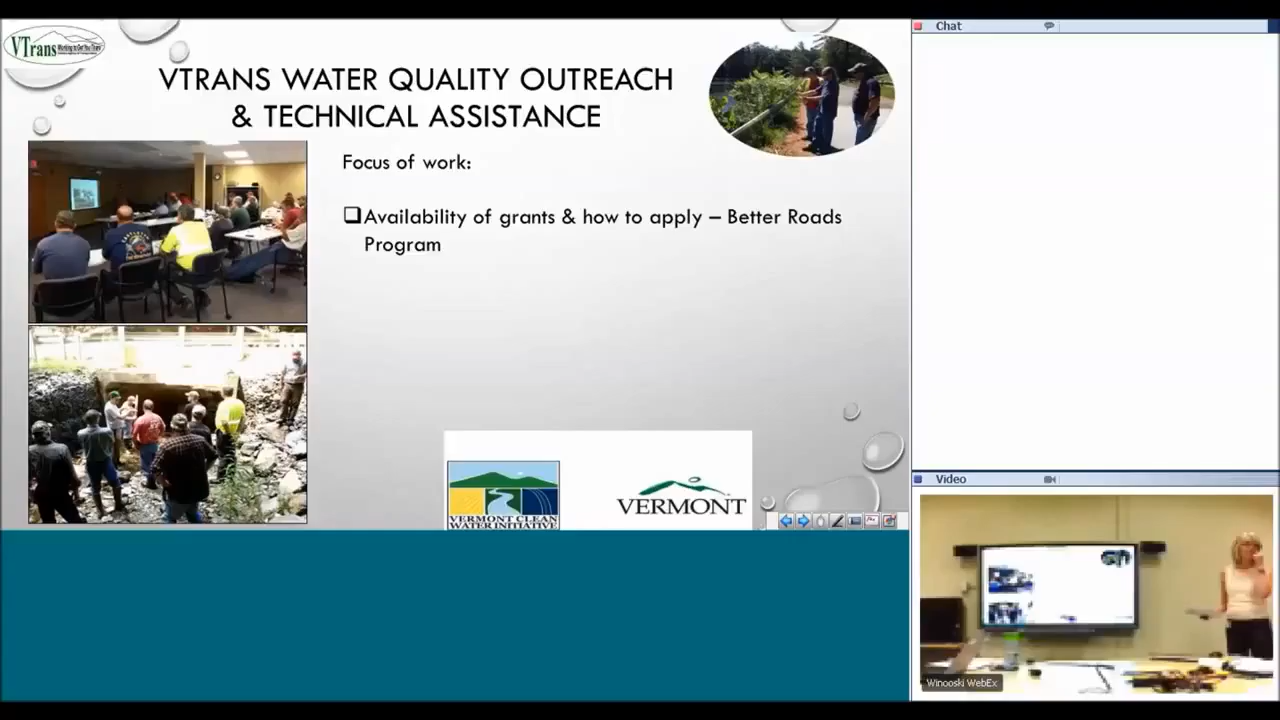 VTrans Working to Get You There
VTRANS WATER QUALITY OUTREACH
& TECHNICAL ASSISTANCE
Focus of work:
Availability of grants & how to apply – Better Roads
Program
VERMONT CLEAN
WATER INITIATIVE
VERMONT
Chat
Video
Winooski WebEx